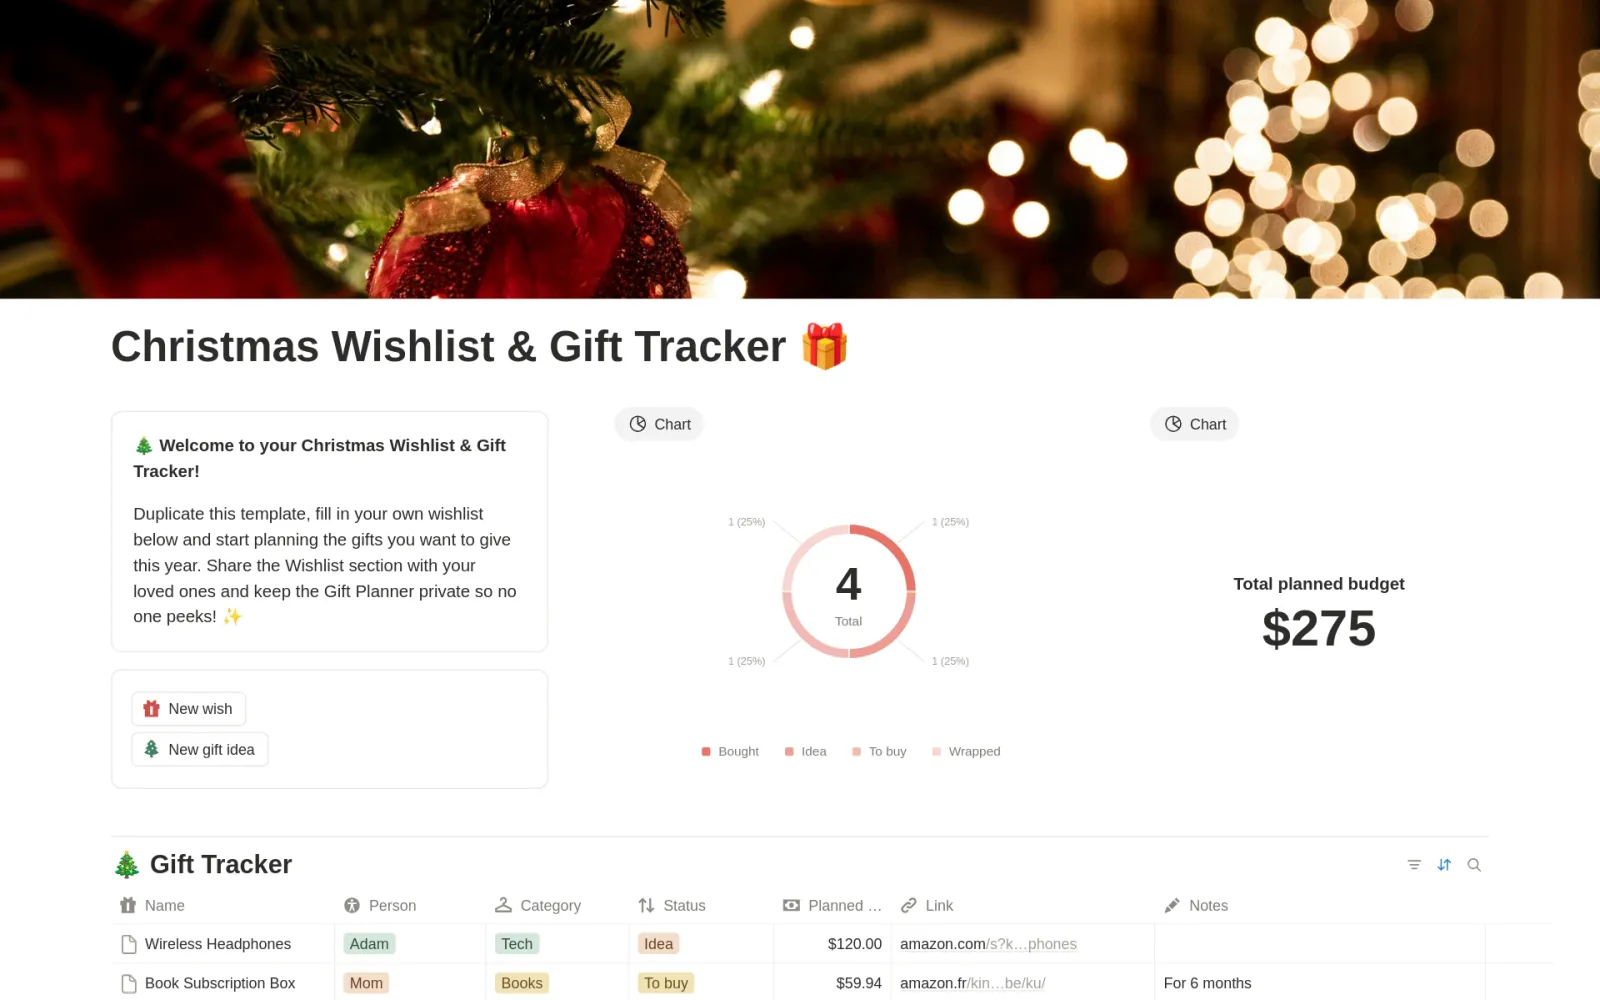 Christmas Wishlist & Gift Tracker 🎁
🎄 Welcome to your Christmas Wishlist & Gift
Tracker!
Duplicate this template, fill in your own wishlist
below and start planning the gifts you want to give
this year. Share the Wishlist section with your
loved ones and keep the Gift Planner private so no
one peeks! ✨
New wish
New gift idea
Chart
1 (25%)
1 (25%)
4
Total
1 (25%)
1 (25%)
Bought Idea To buy Wrapped
Chart
Total planned budget
$275
🎄 Gift Tracker
Name Person Category Status Planned ... Link Notes
Wireless Headphones Adam Tech Idea $120.00 amazon.com/s?k…phones
Book Subscription Box Mom Books To buy $59.94 amazon.fr/kin…be/ku/ For 6 months